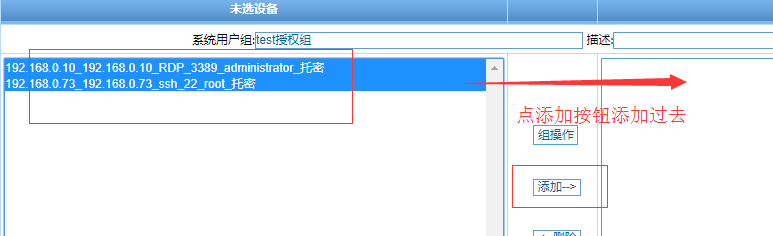 未选设备
系统用户组:test授权组 描述:
192.168.0.10_192.168.0.10_RDP_3389_administrator_托密
192.168.0.73_192.168.0.73_ssh_22_root_托密
点添加按钮添加过去
组操作
添加-->
删除